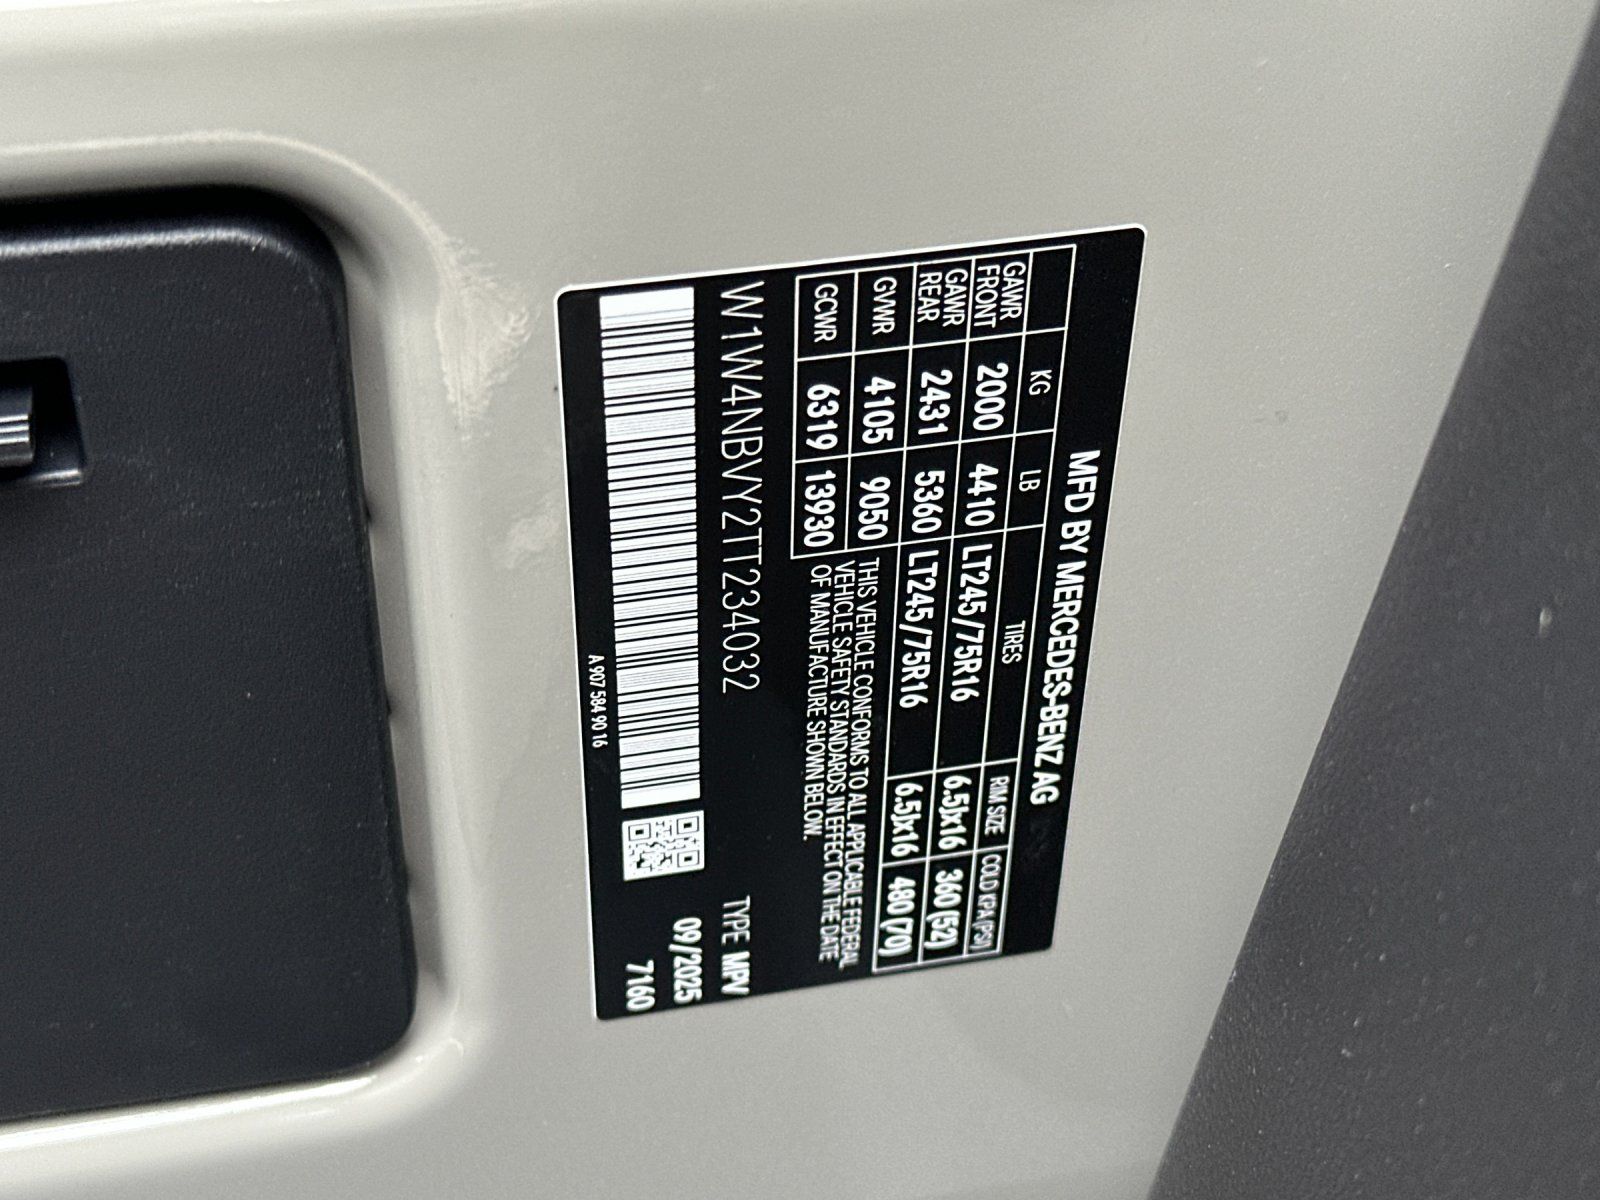 MFD BY MERCEDES-BENZ AG
KG LB TIRES RIM SIZE COLD KPA(PSI)
GAWR FRONT 2000 4410 LT245/75R16 6.5Jx16 360 (52)
GAWR REAR 2431 5360 LT245/75R16 6.5Jx16 480 (70)
GVWR 4105 9050
GCWR 6319 13930
THIS VEHICLE CONFORMS TO ALL APPLICABLE FEDERAL
VEHICLE SAFETY STANDARDS IN EFFECT ON THE DATE
OF MANUFACTURE SHOWN BELOW.
W1W4NBVY2TT234032
TYPE MPV
09/2025
7160
A 907 584 90 16